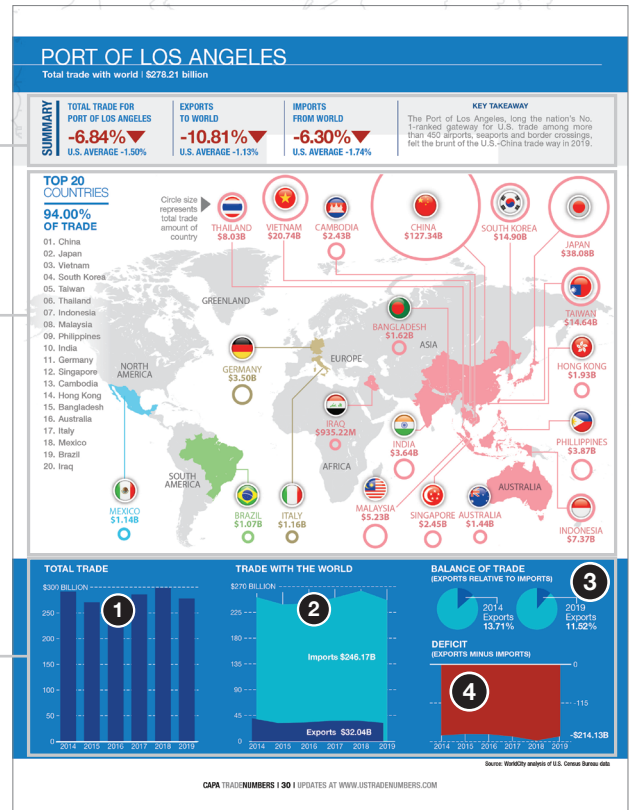 PORT OF LOS ANGELES
Total trade with world | $278.21 billion
SUMMARY
TOTAL TRADE FOR
PORT OF LOS ANGELES
-6.84%
U.S. AVERAGE -1.50%
EXPORTS
TO WORLD
-10.81%
U.S. AVERAGE -1.13%
IMPORTS
FROM WORLD
-6.30%
U.S. AVERAGE -1.74%
KEY TAKEAWAY
The Port of Los Angeles, long the nation's No.
1-ranked gateway for U.S. trade among more
than 450 airports, seaports and border crossings,
felt the brunt of the U.S.-China trade way in 2019.
TOP 20
COUNTRIES
94.00%
OF TRADE
01. China
02. Japan
03. Vietnam
04. South Korea
05. Taiwan
06. Thailand
07. Indonesia
08. Malaysia
09. Philippines
10. India
11. Germany
12. Singapore
13. Cambodia
14. Hong Kong
15. Bangladesh
16. Australia
17. Italy
18. Mexico
19. Brazil
20. Iraq
Circle size
represents
total trade
amount of
country
THAILAND
$8.03B
VIETNAM
$20.74B
CAMBODIA
$2.43B
CHINA
$127.34B
SOUTH KOREA
$14.90B
JAPAN
$38.08B
TAIWAN
$14.64B
GREENLAND
BANGLADESH
$1.62B
ASIA
EUROPE
GERMANY
$3.50B
NORTH
AMERICA
HONG KONG
$1.93B
IRAQ
$935.22M
INDIA
$3.64B
PHILLIPPINES
$3.87B
AFRICA
SOUTH
AMERICA
AUSTRALIA
MEXICO
$1.14B
BRAZIL
$1.07B
ITALY
$1.16B
MALAYSIA
$5.23B
SINGAPORE
$2.45B
AUSTRALIA
$1.44B
INDONESIA
$7.37B
TOTAL TRADE
$300 BILLION
250
200
150
100
50
0
2014 2015 2016 2017 2018 2019
1
TRADE WITH THE WORLD
$270 BILLION
225
180
135
90
45
0
2
Imports $246.17B
Exports $32.04B
2014 2015 2016 2017 2018 2019
BALANCE OF TRADE
(EXPORTS RELATIVE TO IMPORTS)
3
2014
Exports
13.71%
2019
Exports
11.52%
DEFICIT
(EXPORTS MINUS IMPORTS)
0
4
-115
-$214.13B
2014 2015 2016 2017 2018 2019
Source: WorldCity analysis of U.S. Census Bureau data
CAPA TRADENUMBERS | 30 | UPDATES AT WWW.USTRADENUMBERS.COM